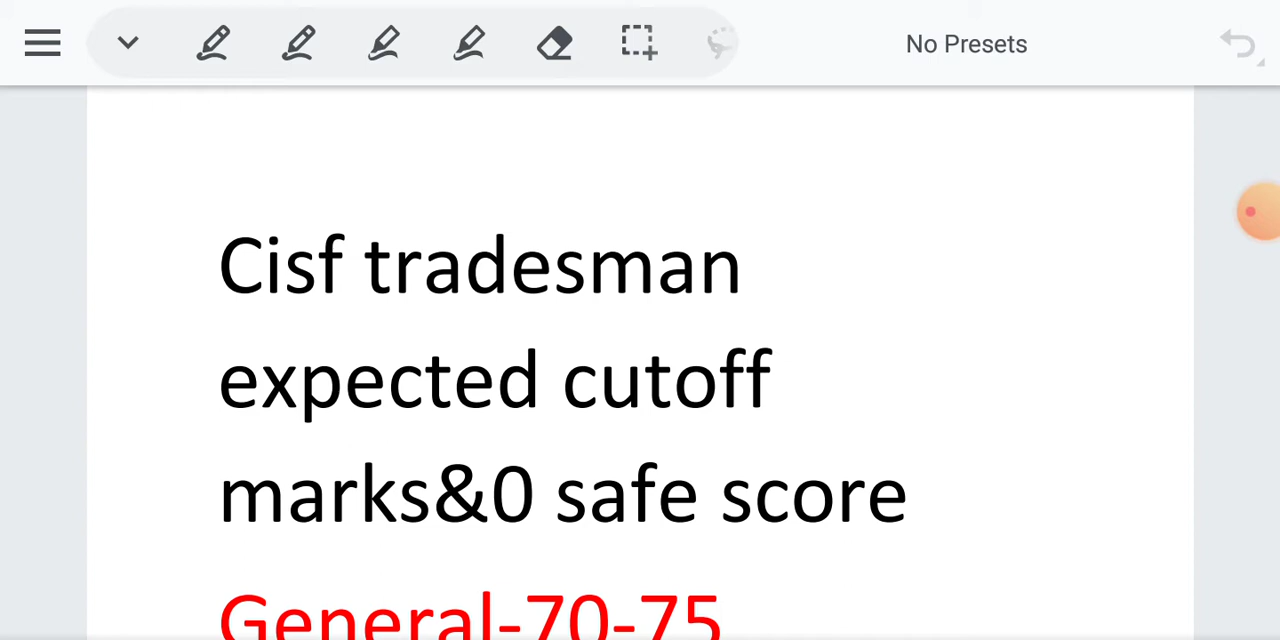 No Presets
Cisf tradesman
expected cutoff
marks&0 safe score
General-70-75